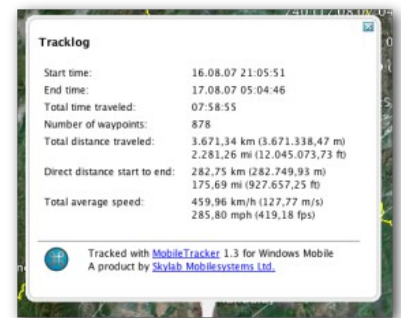 Tracklog
Start time: 16.08.07 21:05:51
End time: 17.08.07 05:04:46
Total time traveled: 07:58:55
Number of waypoints: 878
Total distance traveled: 3.671,34 km (3.671.338,47 m)
2.281,26 mi (12.045.073,73 ft)
Direct distance start to end: 282,75 km (282.749,93 m)
175,69 mi (927.657,25 ft)
Total average speed: 459,96 km/h (127,77 m/s)
285,80 mph (419,18 fps)
Tracked with MobileTracker 1.3 for Windows Mobile
A product by Skylab Mobilesystems Ltd.